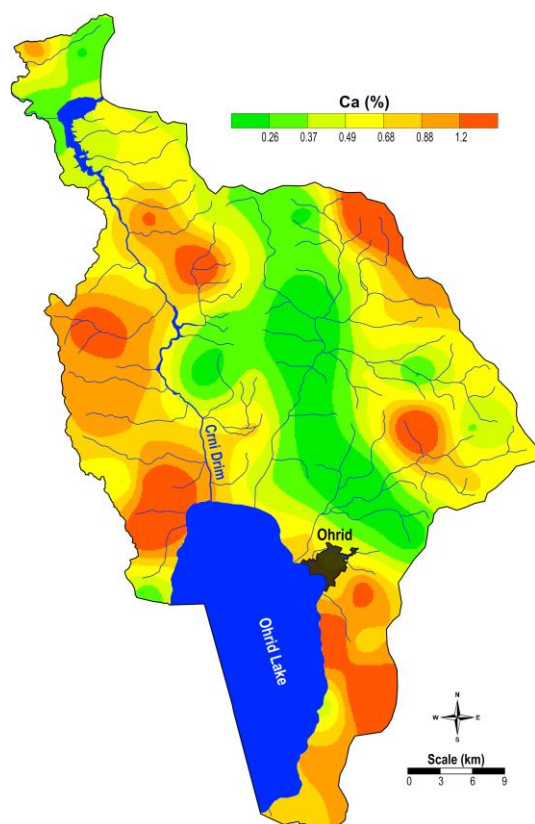 Ca (%)
0.26 0.37 0.49 0.68 0.88 1.2
Crni Drim
Ohrid
Ohrid Lake
N
W E
S
Scale (km)
0 3 6 9